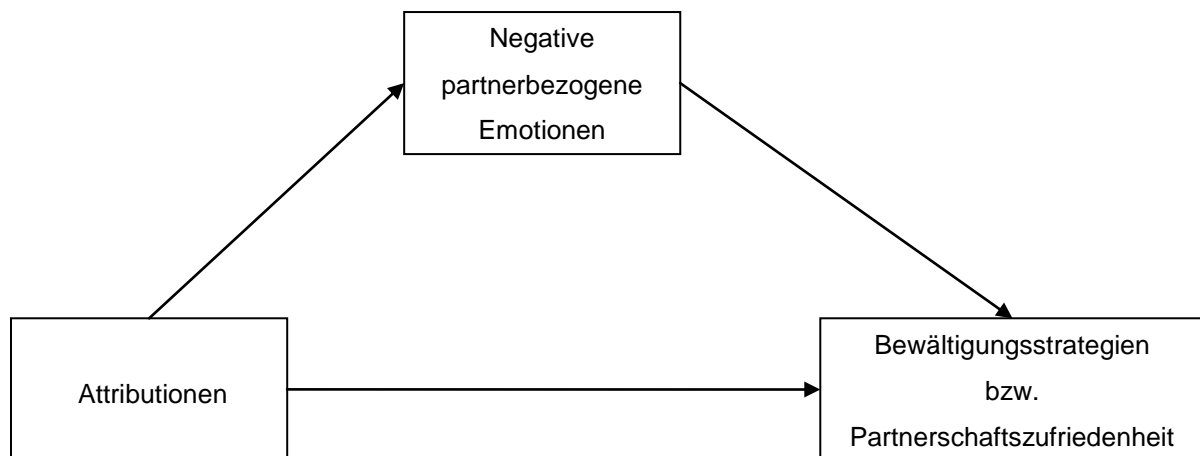 Negative
partnerbezogene
Emotionen
Attributionen
Bewältigungsstrategien
bzw.
Partnerschaftszufriedenheit